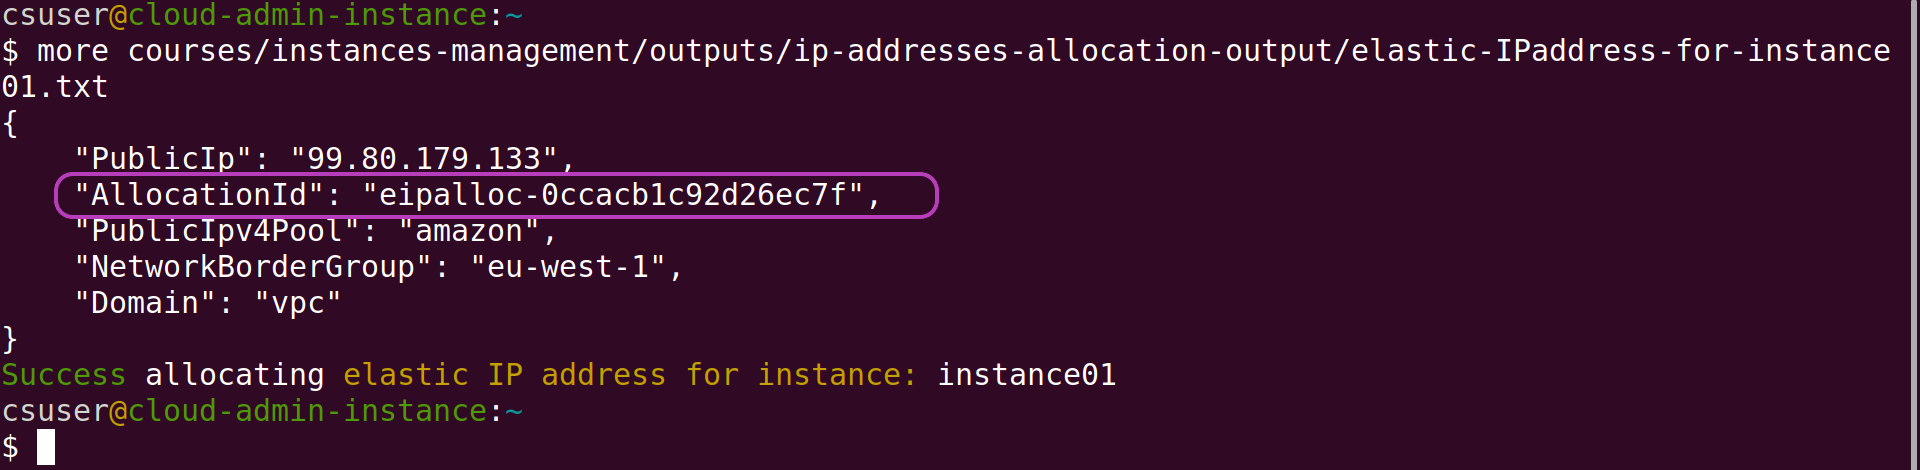 csuser@cloud-admin-instance:~
$ more courses/instances-management/outputs/ip-addresses-allocation-output/elastic-IPaddress-for-instance
01.txt
{
    "PublicIp": "99.80.179.133",
    "AllocationId": "eipalloc-0ccacb1c92d26ec7f",
    "PublicIpv4Pool": "amazon",
    "NetworkBorderGroup": "eu-west-1",
    "Domain": "vpc"
}
Success allocating elastic IP address for instance: instance01
csuser@cloud-admin-instance:~
$